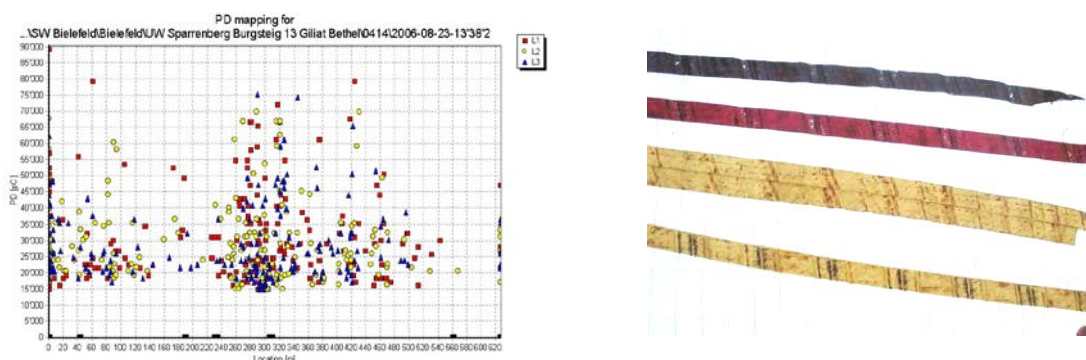 PD mapping for
...\SW Bielefeld\Bielefeld\UW Sparrenberg Burgsteig 13 Giliat Bethel\0414\2006-08-23-13'38'2
L1
L2
L3
PD [pC]
90'000
85'000
80'000
75'000
70'000
65'000
60'000
55'000
50'000
45'000
40'000
35'000
30'000
25'000
20'000
15'000
10'000
5'000
0
0 20 40 60 80 100 120 140 160 180 200 220 240 260 280 300 320 340 360 380 400 420 440 460 480 500 520 540 560 580 600 620
Location [m]